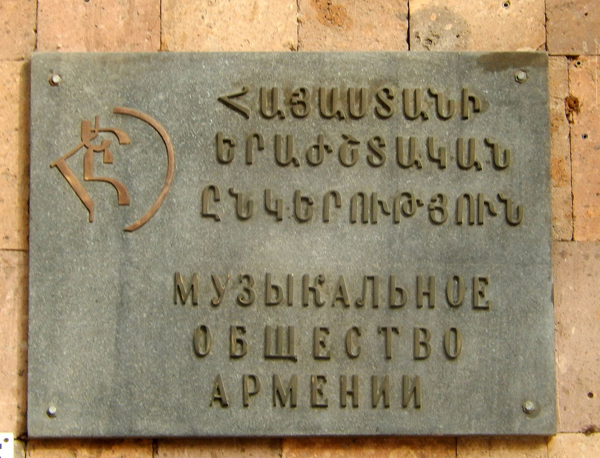 ՀԱՅԱՍՏԱՆԻ
ԵՐԱԺՇՏԱԿԱՆ
ԸՆԿԵՐՈՒԹՅՈՒՆ
МУЗЫКАЛЬНОЕ
ОБЩЕСТВО
АРМЕНИИ